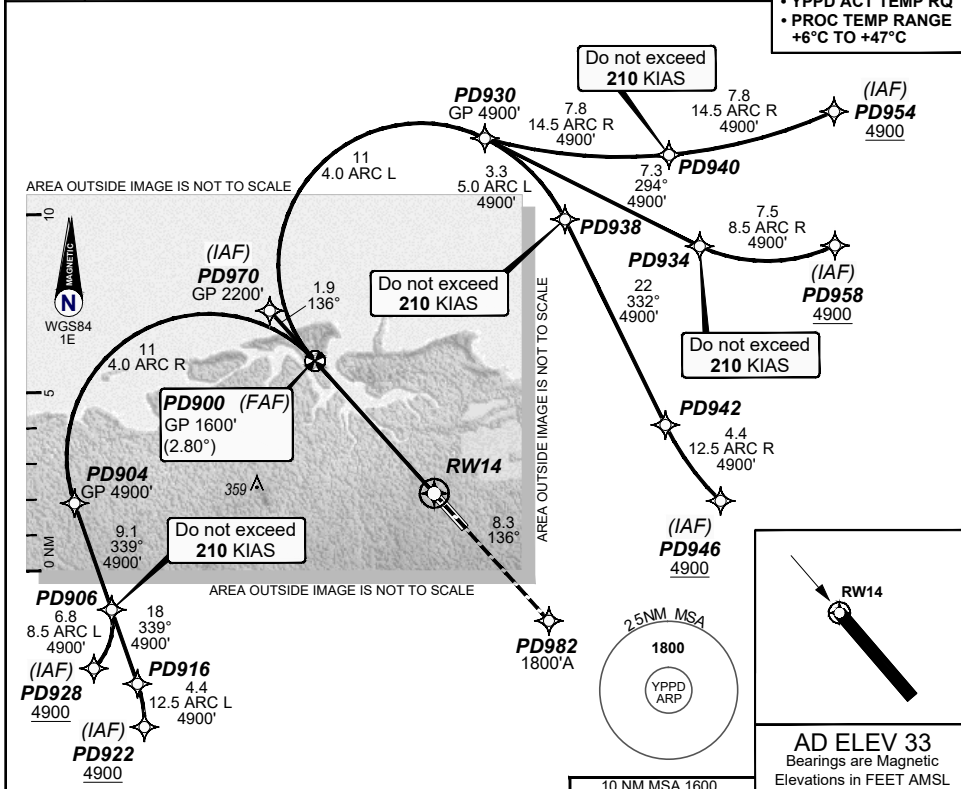 • YPPD ACT TEMP RQ
• PROC TEMP RANGE
+6°C TO +47°C
Do not exceed
210 KIAS
PD930
GP 4900'
7.8
14.5 ARC R
4900'
7.8
14.5 ARC R
4900'
(IAF)
PD954
4900
PD940
11
4.0 ARC L
3.3
5.0 ARC L
4900'
7.3
294°
4900'
AREA OUTSIDE IMAGE IS NOT TO SCALE
10
MAGNETIC
N
WGS84
1E
(IAF)
PD970
GP 2200'
1.9
136°
Do not exceed
210 KIAS
PD938
PD934
7.5
8.5 ARC R
4900'
(IAF)
PD958
4900
22
332°
4900'
Do not exceed
210 KIAS
11
4.0 ARC R
5
PD900 (FAF)
GP 1600'
(2.80°)
AREA OUTSIDE IMAGE IS NOT TO SCALE
PD942
4.4
12.5 ARC R
4900'
RW14
PD904
GP 4900'
359
8.3
136°
(IAF)
PD946
4900
9.1
339°
4900'
Do not exceed
210 KIAS
0 NM
AREA OUTSIDE IMAGE IS NOT TO SCALE
PD906
6.8
8.5 ARC L
4900'
18
339°
4900'
(IAF)
PD928
4900
PD916
4.4
12.5 ARC L
4900'
(IAF)
PD922
4900
PD982
1800'A
25NM MSA
1800
YPPD
ARP
10 NM MSA 1600
RW14
AD ELEV 33
Bearings are Magnetic
Elevations in FEET AMSL